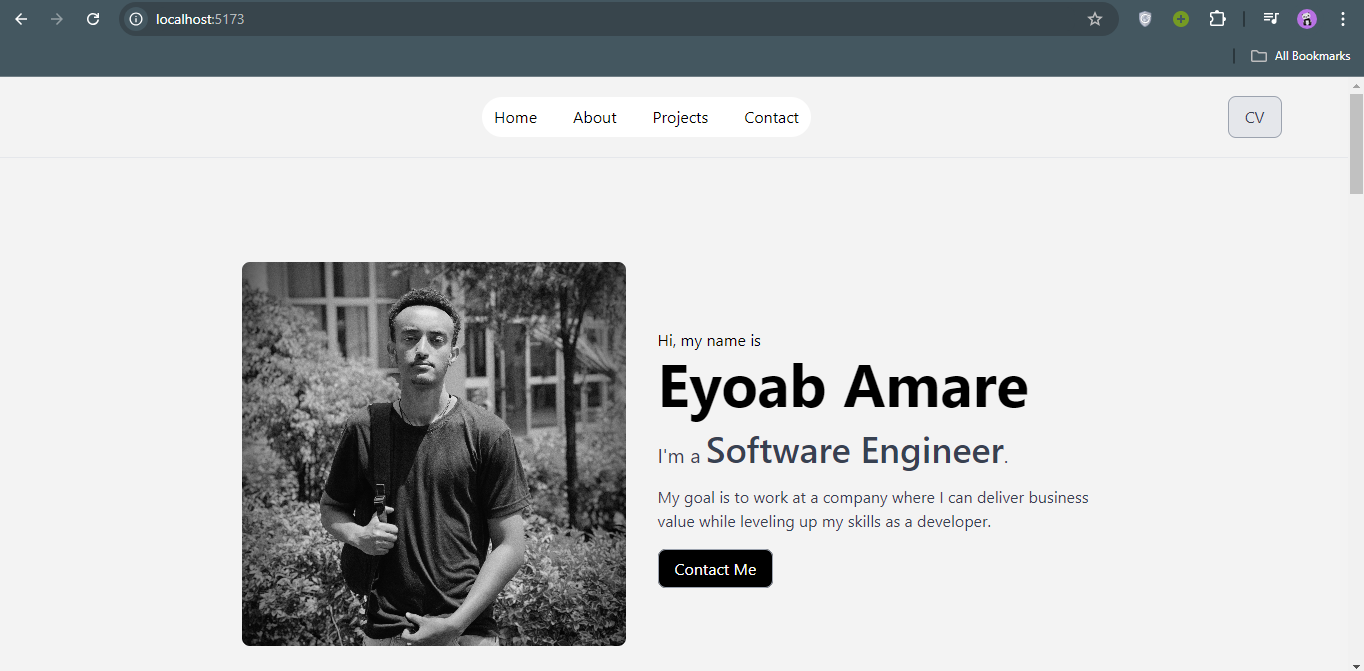 localhost:5173
All Bookmarks
Home About Projects Contact CV
Hi, my name is
Eyoab Amare
I'm a Software Engineer.
My goal is to work at a company where I can deliver business
value while leveling up my skills as a developer.
Contact Me